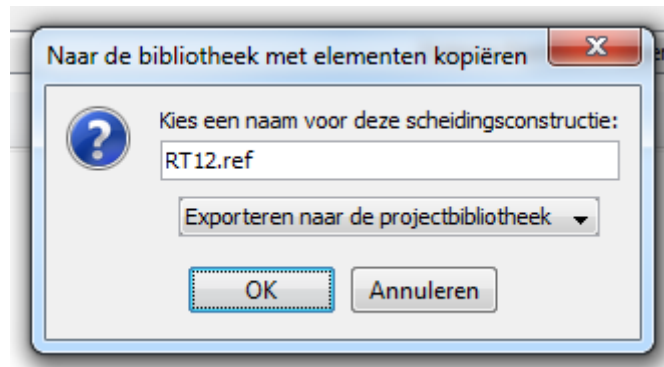 Naar de bibliotheek met elementen kopiëren
Kies een naam voor deze scheidingsconstructie:
RT12.ref
Exporteren naar de projectbibliotheek
OK
Annuleren